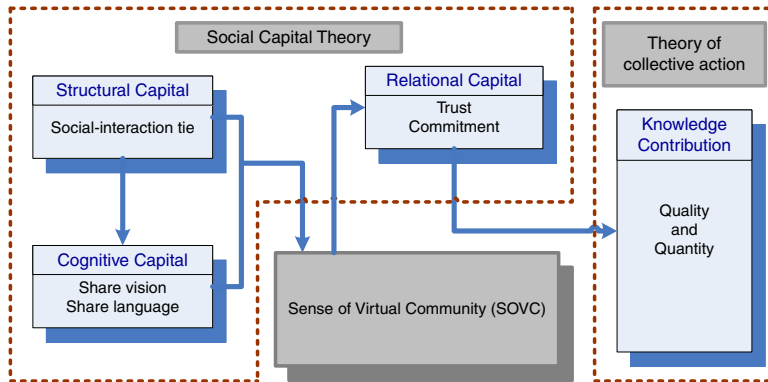 Social Capital Theory
Structural Capital
Social-interaction tie
Cognitive Capital
Share vision
Share language
Relational Capital
Trust
Commitment
Sense of Virtual Community (SOVC)
Theory of
collective action
Knowledge
Contribution
Quality
and
Quantity